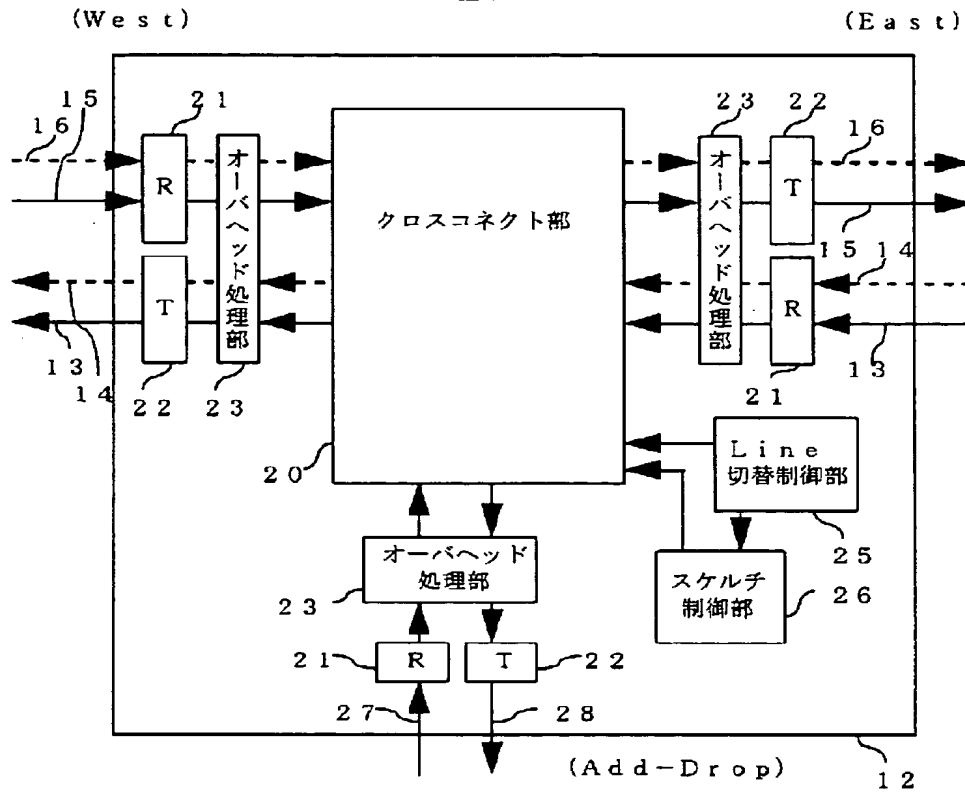 (West)
(East)
15
21
23
22
16
16
R
オーバヘッド処理部
クロスコネクト部
オーバヘッド処理部
T
15
14
T
R
13
14
22
23
13
21
20
Line
切替制御部
オーバヘッド
処理部
25
スケルチ
制御部
26
23
21
R
T
22
27
28
(Add-Drop)
12